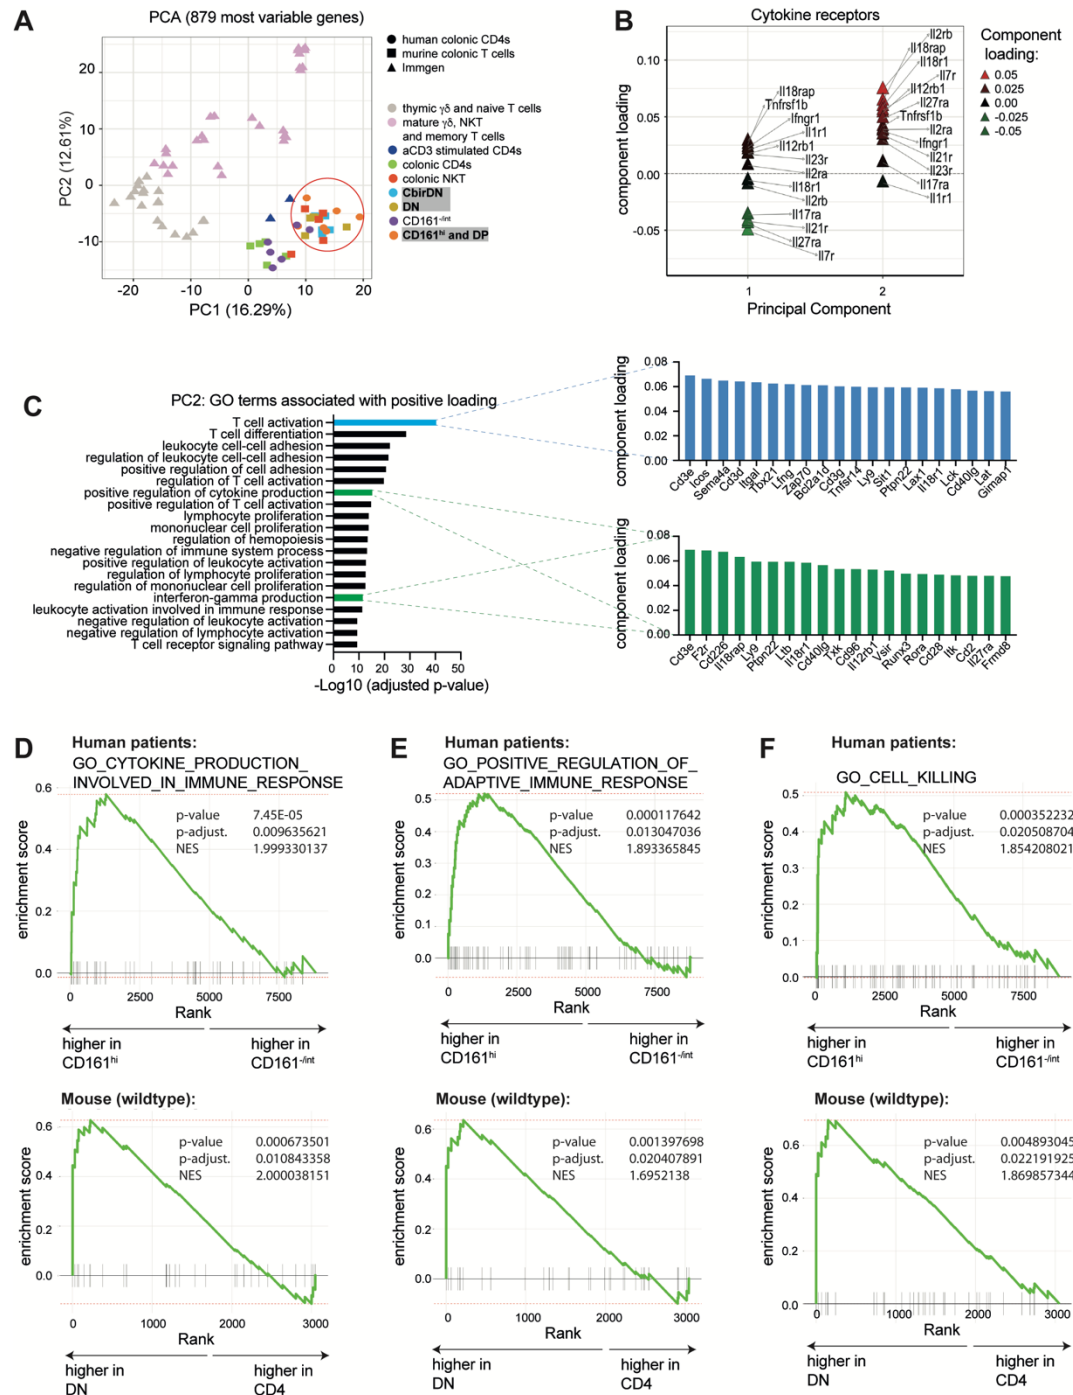 A
PCA (879 most variable genes)
PC2 (12.61%)
20
10
0
-10
-20
-10
0
10
20
PC1 (16.29%)
human colonic CD4s
murine colonic T cells
Immgen
thymic γδ and naive T cells
mature γδ, NKT
and memory T cells
aCD3 stimulated CD4s
colonic CD4s
colonic NKT
CbirDN
DN
CD161-/int
CD161hi and DP
B
Cytokine receptors
component loading
0.10
0.05
0.00
-0.05
Il18rap
Tnfrsf1b
Ifngr1
Il1r1
Il12rb1
Il23r
Il2ra
Il18r1
Il2rb
Il17ra
Il21r
Il27ra
Il7r
Il2rb
Il18rap
Il18r1
Il7r
Il12rb1
Il27ra
Tnfrsf1b
Il2ra
Ifngr1
Il21r
Il23r
Il17ra
Il1r1
1
2
Principal Component
Component
loading:
0.05
0.025
0.00
-0.025
-0.05
C
PC2: GO terms associated with positive loading
T cell activation
T cell differentiation
leukocyte cell-cell adhesion
regulation of leukocyte cell-cell adhesion
positive regulation of cell adhesion
regulation of T cell activation
positive regulation of cytokine production
positive regulation of T cell activation
lymphocyte proliferation
mononuclear cell proliferation
regulation of hemopoiesis
negative regulation of immune system process
positive regulation of leukocyte activation
regulation of lymphocyte proliferation
regulation of mononuclear cell proliferation
interferon-gamma production
leukocyte activation involved in immune response
negative regulation of leukocyte activation
negative regulation of lymphocyte activation
T cell receptor signaling pathway
0 10 20 30 40 50
-Log10 (adjusted p-value)
component loading
0.08
0.06
0.04
0.02
0.00
Cd3e
Icos
Sema4a
Cd3d
Itgal
Tbx21
Lfng
Zap70
Bcl2a1d
Cd3g
Tnfsf14
Ly9
Sit1
Ptpn22
Lax1
Il18r1
Lck
Cd40lg
Lat
Gimap1
component loading
0.08
0.06
0.04
0.02
0.00
Cd3e
F2r
Cd226
Il18rap
Ly9
Ptpn22
Ltb
Il18r1
Cd40lg
Txk
Cd96
Il12rb1
Vsir
Runx3
Rora
Cd28
Itk
Cd2
Il27ra
Frmd8
D
Human patients:
GO_CYTOKINE_PRODUCTION_
INVOLVED_IN_IMMUNE_RESPONSE
enrichment score
0.6
0.4
0.2
0.0
p-value 7.45E-05
p-adjust. 0.009635621
NES 1.999330137
0 2500 5000 7500
Rank
higher in
CD161hi
higher in
CD161-/int
Mouse (wildtype):
enrichment score
0.6
0.4
0.2
0.0
p-value 0.000673501
p-adjust. 0.010843358
NES 2.000038151
0 1000 2000 3000
Rank
higher in
DN
higher in
CD4
E
Human patients:
GO_POSITIVE_REGULATION_OF_
ADAPTIVE_IMMUNE_RESPONSE
enrichment score
0.5
0.4
0.3
0.2
0.1
0.0
p-value 0.000117642
p-adjust. 0.013047036
NES 1.893365845
0 2500 5000 7500
Rank
higher in
CD161hi
higher in
CD161-/int
Mouse (wildtype):
enrichment score
0.6
0.4
0.2
0.0
p-value 0.001397698
p-adjust. 0.020407891
NES 1.6952138
0 1000 2000 3000
Rank
higher in
DN
higher in
CD4
F
Human patients:
GO_CELL_KILLING
enrichment score
0.5
0.4
0.3
0.2
0.1
0.0
p-value 0.000352232
p-adjust. 0.020508704
NES 1.854208021
0 2500 5000 7500
Rank
higher in
CD161hi
higher in
CD161-/int
Mouse (wildtype):
enrichment score
0.6
0.4
0.2
0.0
p-value 0.004893045
p-adjust. 0.022191925
NES 1.869857344
0 1000 2000 3000
Rank
higher in
DN
higher in
CD4